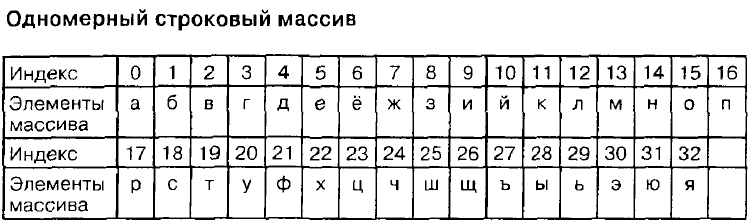 Одномерный строковый массив
Индекс 0 1 2 3 4 5 6 7 8 9 10 11 12 13 14 15 16
Элементы массива а б в г д е ё ж з и й к л м н о п
Индекс 17 18 19 20 21 22 23 24 25 26 27 28 29 30 31 32
Элементы массива р с т у ф х ц ч ш щ ъ ы ь э ю я